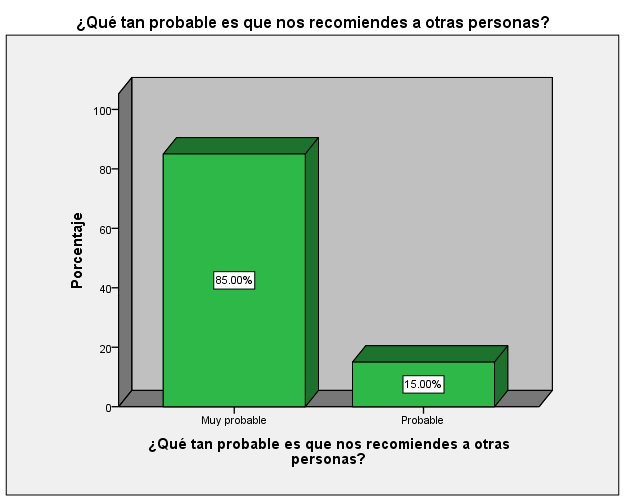 ¿Qué tan probable es que nos recomiendes a otras personas?
Porcentaje
100
80
60
40
20
0
85.00%
15.00%
Muy probable
Probable
¿Qué tan probable es que nos recomiendes a otras
personas?